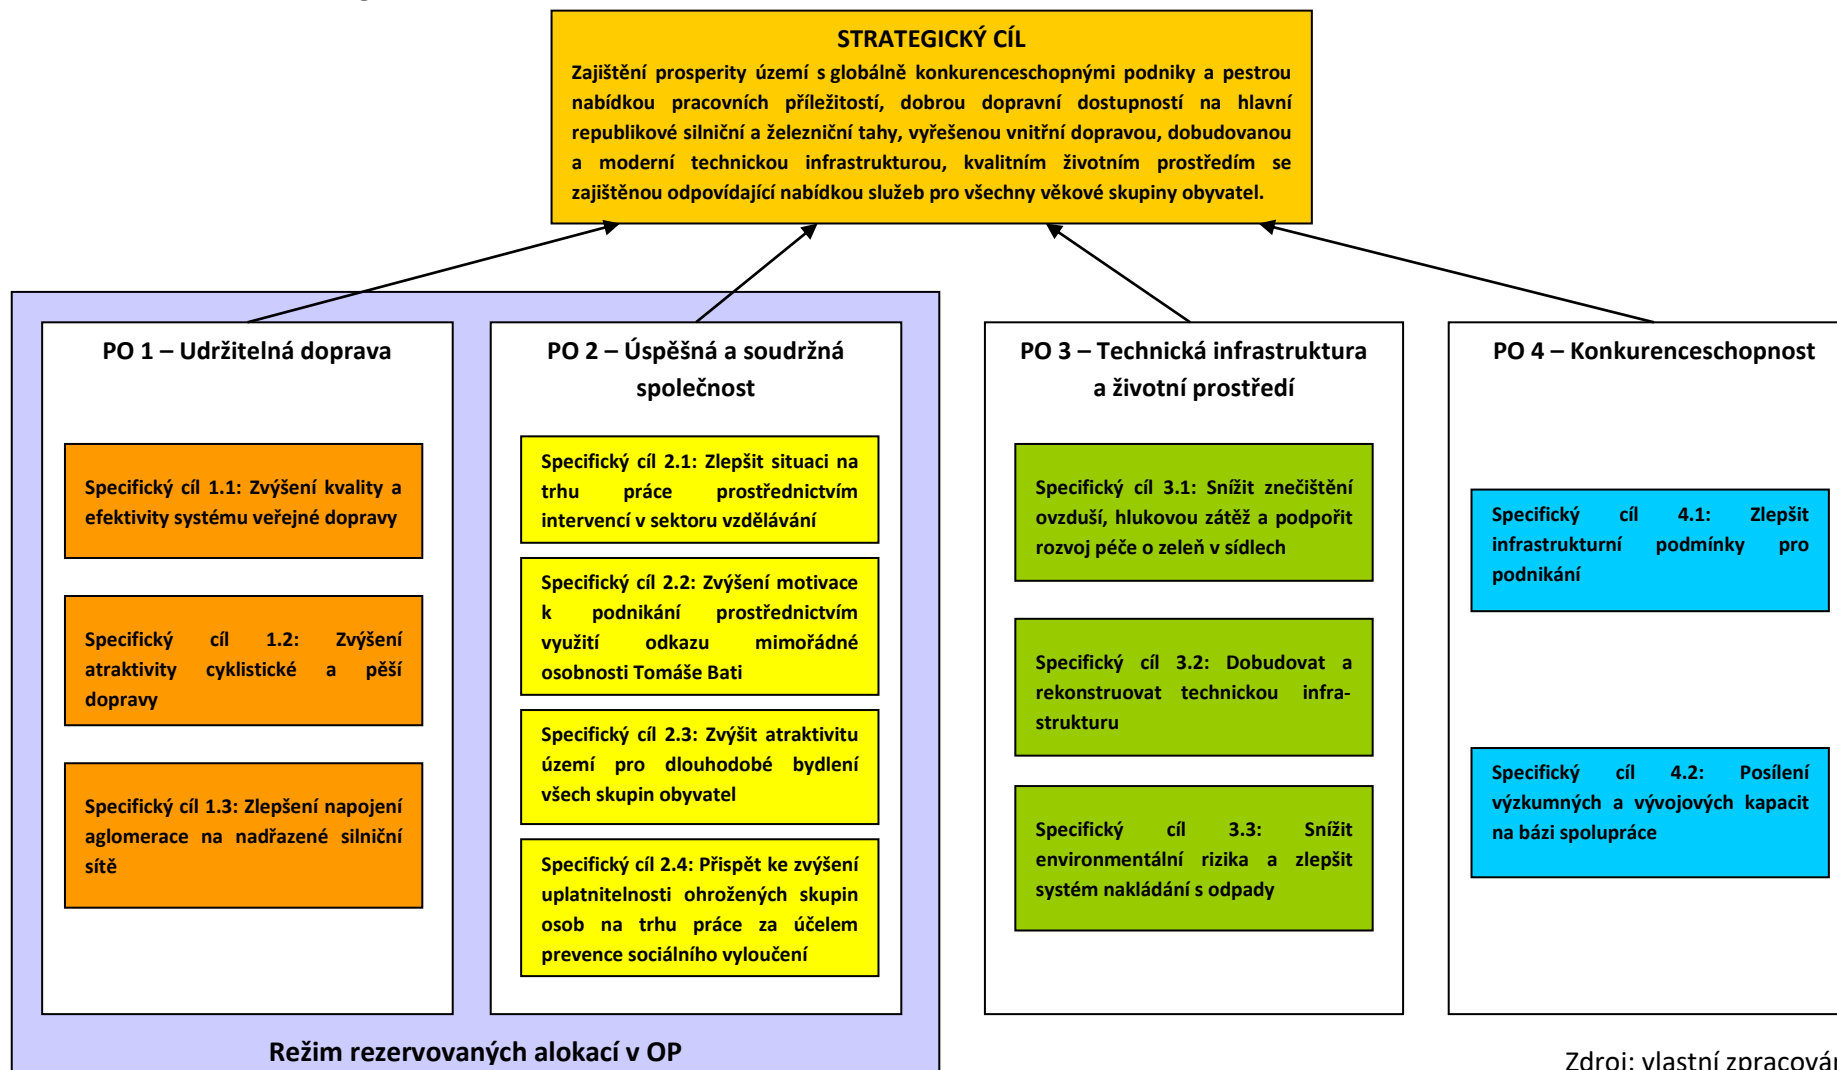 STRATEGICKÝ CÍL
Zajištění prosperity území s globálně konkurenceschopnými podniky a pestrou
nabídkou pracovních příležitostí, dobrou dopravní dostupností na hlavní
republikové silniční a železniční tahy, vyřešenou vnitřní dopravou, dobudovanou
a moderní technickou infrastrukturou, kvalitním životním prostředím se
zajištěnou odpovídající nabídkou služeb pro všechny věkové skupiny obyvatel.
PO 1 – Udržitelná doprava
Specifický cíl 1.1: Zvýšení kvality a
efektivity systému veřejné dopravy
Specifický cíl 1.2: Zvýšení
atraktivity cyklistické a pěší
dopravy
Specifický cíl 1.3: Zlepšení napojení
aglomerace na nadřazené silniční
sítě
PO 2 – Úspěšná a soudržná
společnost
Specifický cíl 2.1: Zlepšit situaci na
trhu práce prostřednictvím
intervencí v sektoru vzdělávání
Specifický cíl 2.2: Zvýšení motivace
k podnikání prostřednictvím
využití odkazu mimořádné
osobnosti Tomáše Bati
Specifický cíl 2.3: Zvýšit atraktivitu
území pro dlouhodobé bydlení
všech skupin obyvatel
Specifický cíl 2.4: Přispět ke zvýšení
uplatnitelnosti ohrožených skupin
osob na trhu práce za účelem
prevence sociálního vyloučení
Režim rezervovaných alokací v OP
PO 3 – Technická infrastruktura
a životní prostředí
Specifický cíl 3.1: Snížit znečištění
ovzduší, hlukovou zátěž a podpořit
rozvoj péče o zeleň v sídlech
Specifický cíl 3.2: Dobudovat a
rekonstruovat technickou infra-
strukturu
Specifický cíl 3.3: Snížit
environmentální rizika a zlepšit
systém nakládání s odpady
PO 4 – Konkurenceschopnost
Specifický cíl 4.1: Zlepšit
infrastrukturní podmínky pro
podnikání
Specifický cíl 4.2: Posílení
výzkumných a vývojových kapacit
na bázi spolupráce
Zdroj: vlastní